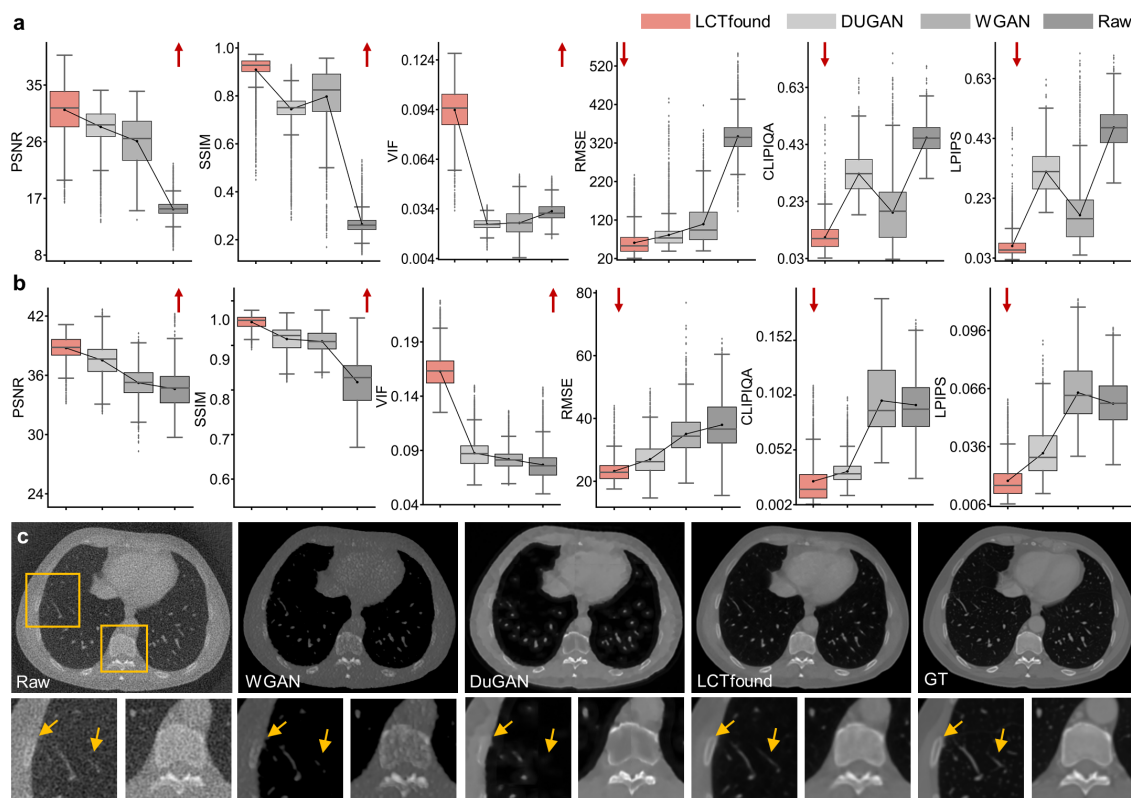 a
LCTfound DUGAN WGAN Raw
PSNR
35
26
17
8
SSIM
1.0
0.8
0.6
0.4
0.2
VIF
0.124
0.094
0.064
0.034
0.004
RMSE
520
420
320
220
120
20
CLIPIQA
0.63
0.43
0.23
0.03
LPIPS
0.63
0.43
0.23
0.03
b
PSNR
42
36
30
24
SSIM
1.0
0.9
0.8
0.7
0.6
VIF
0.19
0.14
0.09
0.04
RMSE
80
60
40
20
CLIPIQA
0.152
0.102
0.052
0.002
LPIPS
0.096
0.066
0.036
0.006
c
Raw
WGAN
DuGAN
LCTfound
GT